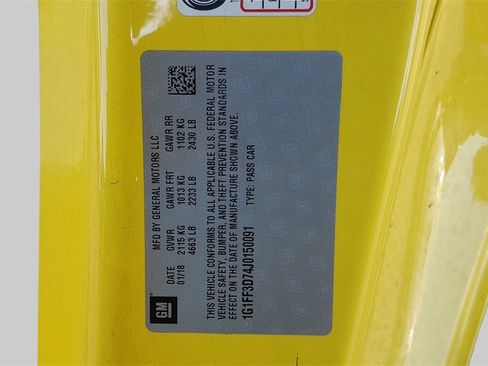 MFD BY GENERAL MOTORS LLC
DATE GVWR GAWR FRT GAWR RR
01/18 2115 KG 1013 KG 1102 KG
4663 LB 2233 LB 2430 LB
THIS VEHICLE CONFORMS TO ALL APPLICABLE U.S. FEDERAL MOTOR
VEHICLE SAFETY, BUMPER, AND THEFT PREVENTION STANDARDS IN
EFFECT ON THE DATE OF MANUFACTURE SHOWN ABOVE.
1G1FF3D74J0150091 TYPE: PASS CAR
GM